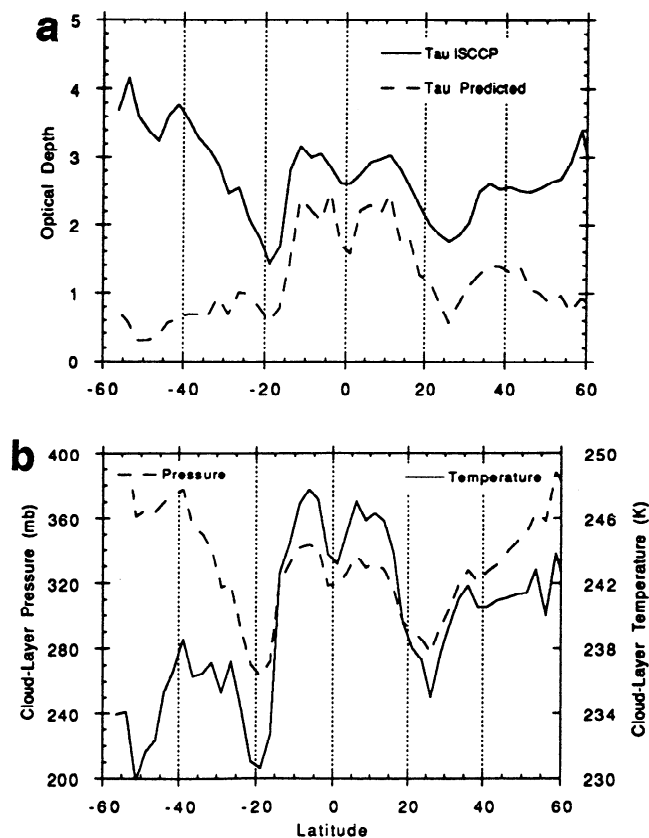 a
5
4
3
2
1
0
Optical Depth
Tau ISCCP
Tau Predicted
-60 -40 -20 0 20 40 60
b
400
360
320
280
240
200
Cloud-Layer Pressure (mb)
Pressure
Temperature
250
246
242
238
234
230
Cloud-Layer Temperature (K)
-60 -40 -20 0 20 40 60
Latitude